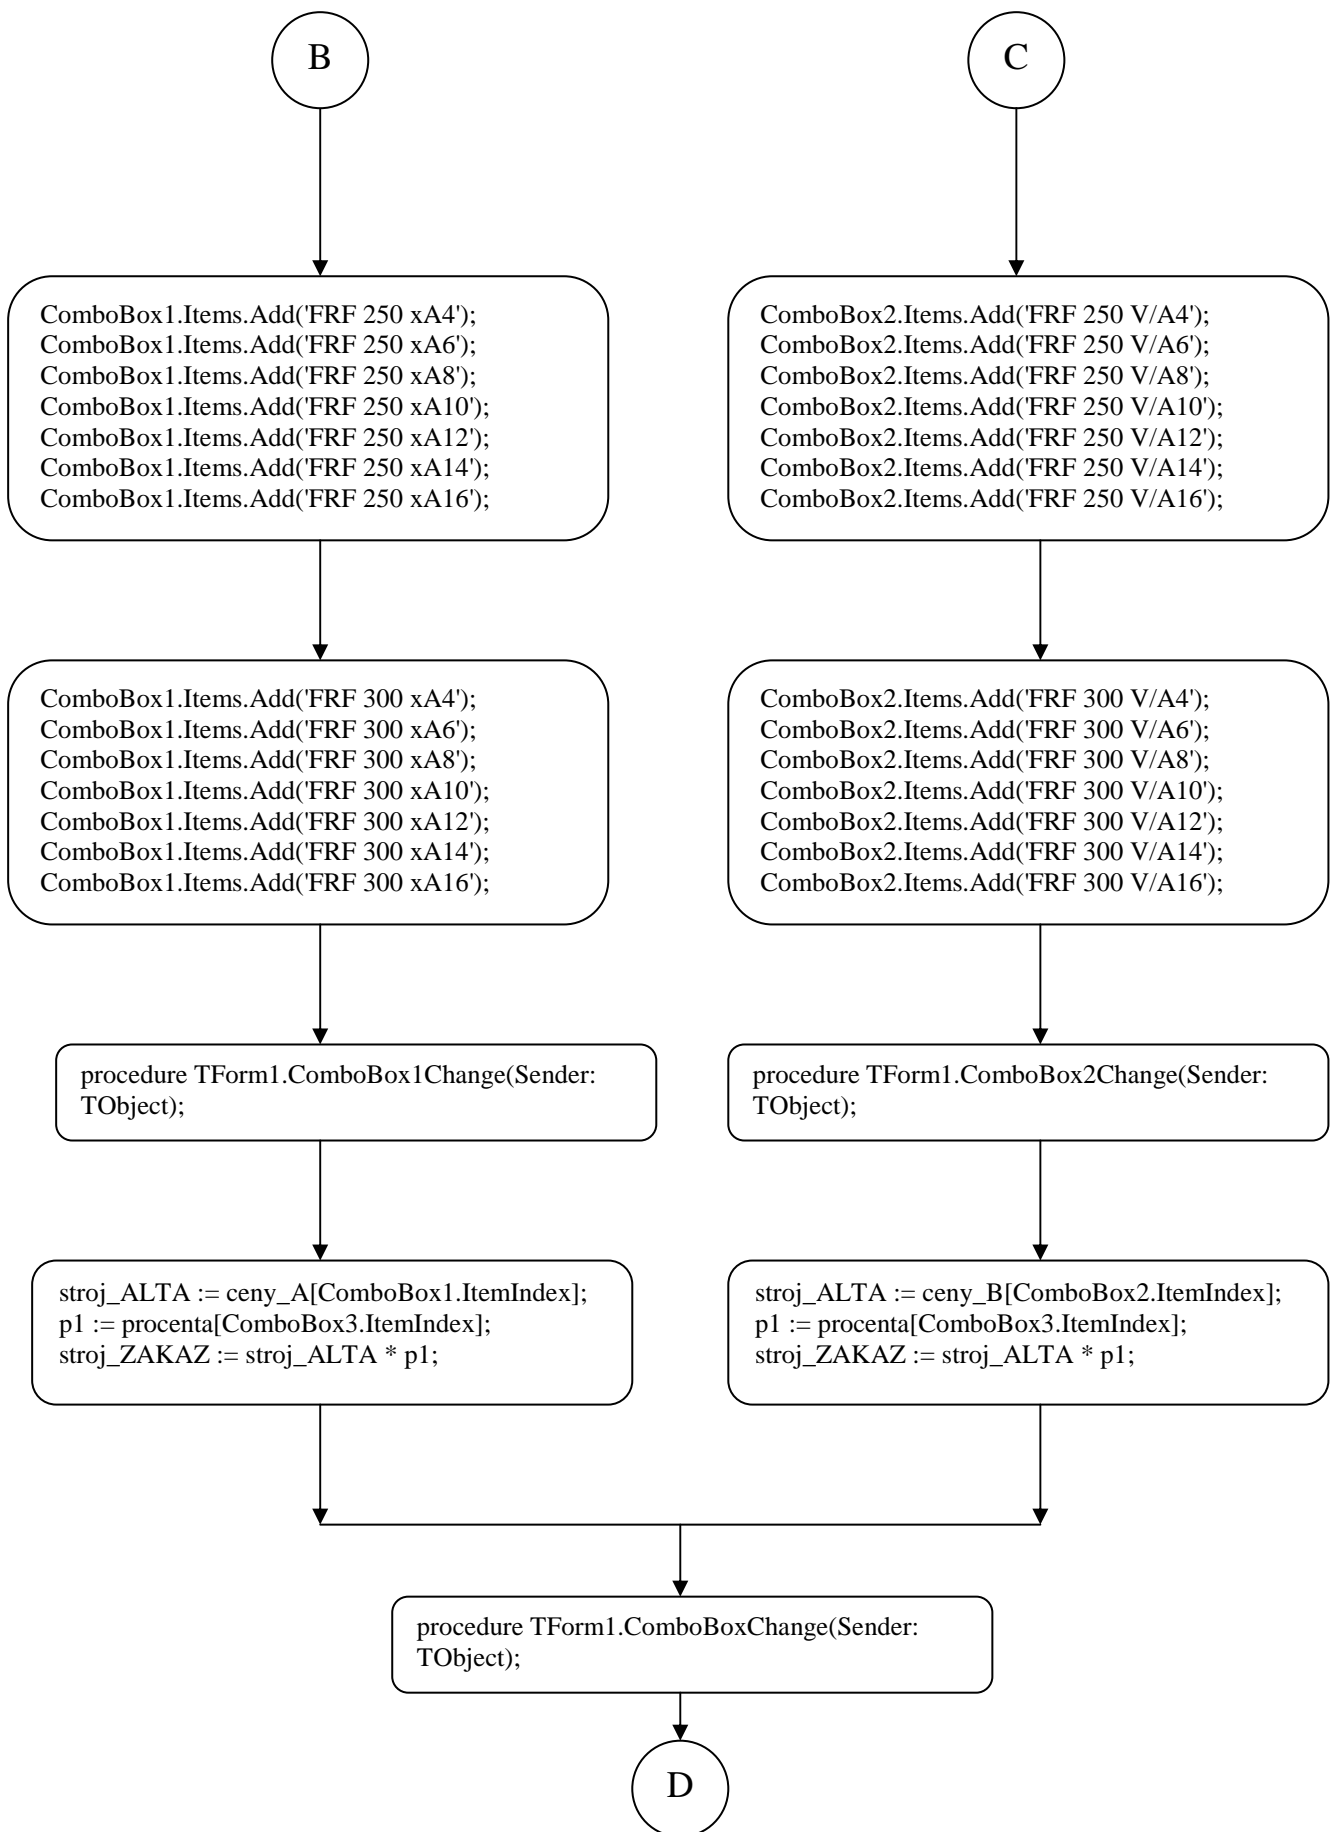 B
ComboBox1.Items.Add('FRF 250 xA4');
ComboBox1.Items.Add('FRF 250 xA6');
ComboBox1.Items.Add('FRF 250 xA8');
ComboBox1.Items.Add('FRF 250 xA10');
ComboBox1.Items.Add('FRF 250 xA12');
ComboBox1.Items.Add('FRF 250 xA14');
ComboBox1.Items.Add('FRF 250 xA16');
ComboBox1.Items.Add('FRF 300 xA4');
ComboBox1.Items.Add('FRF 300 xA6');
ComboBox1.Items.Add('FRF 300 xA8');
ComboBox1.Items.Add('FRF 300 xA10');
ComboBox1.Items.Add('FRF 300 xA12');
ComboBox1.Items.Add('FRF 300 xA14');
ComboBox1.Items.Add('FRF 300 xA16');
procedure TForm1.ComboBox1Change(Sender:
TObject);
stroj_ALTA := ceny_A[ComboBox1.ItemIndex];
p1 := procenta[ComboBox3.ItemIndex];
stroj_ZAKAZ := stroj_ALTA * p1;
C
ComboBox2.Items.Add('FRF 250 V/A4');
ComboBox2.Items.Add('FRF 250 V/A6');
ComboBox2.Items.Add('FRF 250 V/A8');
ComboBox2.Items.Add('FRF 250 V/A10');
ComboBox2.Items.Add('FRF 250 V/A12');
ComboBox2.Items.Add('FRF 250 V/A14');
ComboBox2.Items.Add('FRF 250 V/A16');
ComboBox2.Items.Add('FRF 300 V/A4');
ComboBox2.Items.Add('FRF 300 V/A6');
ComboBox2.Items.Add('FRF 300 V/A8');
ComboBox2.Items.Add('FRF 300 V/A10');
ComboBox2.Items.Add('FRF 300 V/A12');
ComboBox2.Items.Add('FRF 300 V/A14');
ComboBox2.Items.Add('FRF 300 V/A16');
procedure TForm1.ComboBox2Change(Sender:
TObject);
stroj_ALTA := ceny_B[ComboBox2.ItemIndex];
p1 := procenta[ComboBox3.ItemIndex];
stroj_ZAKAZ := stroj_ALTA * p1;
procedure TForm1.ComboBoxChange(Sender:
TObject);
D